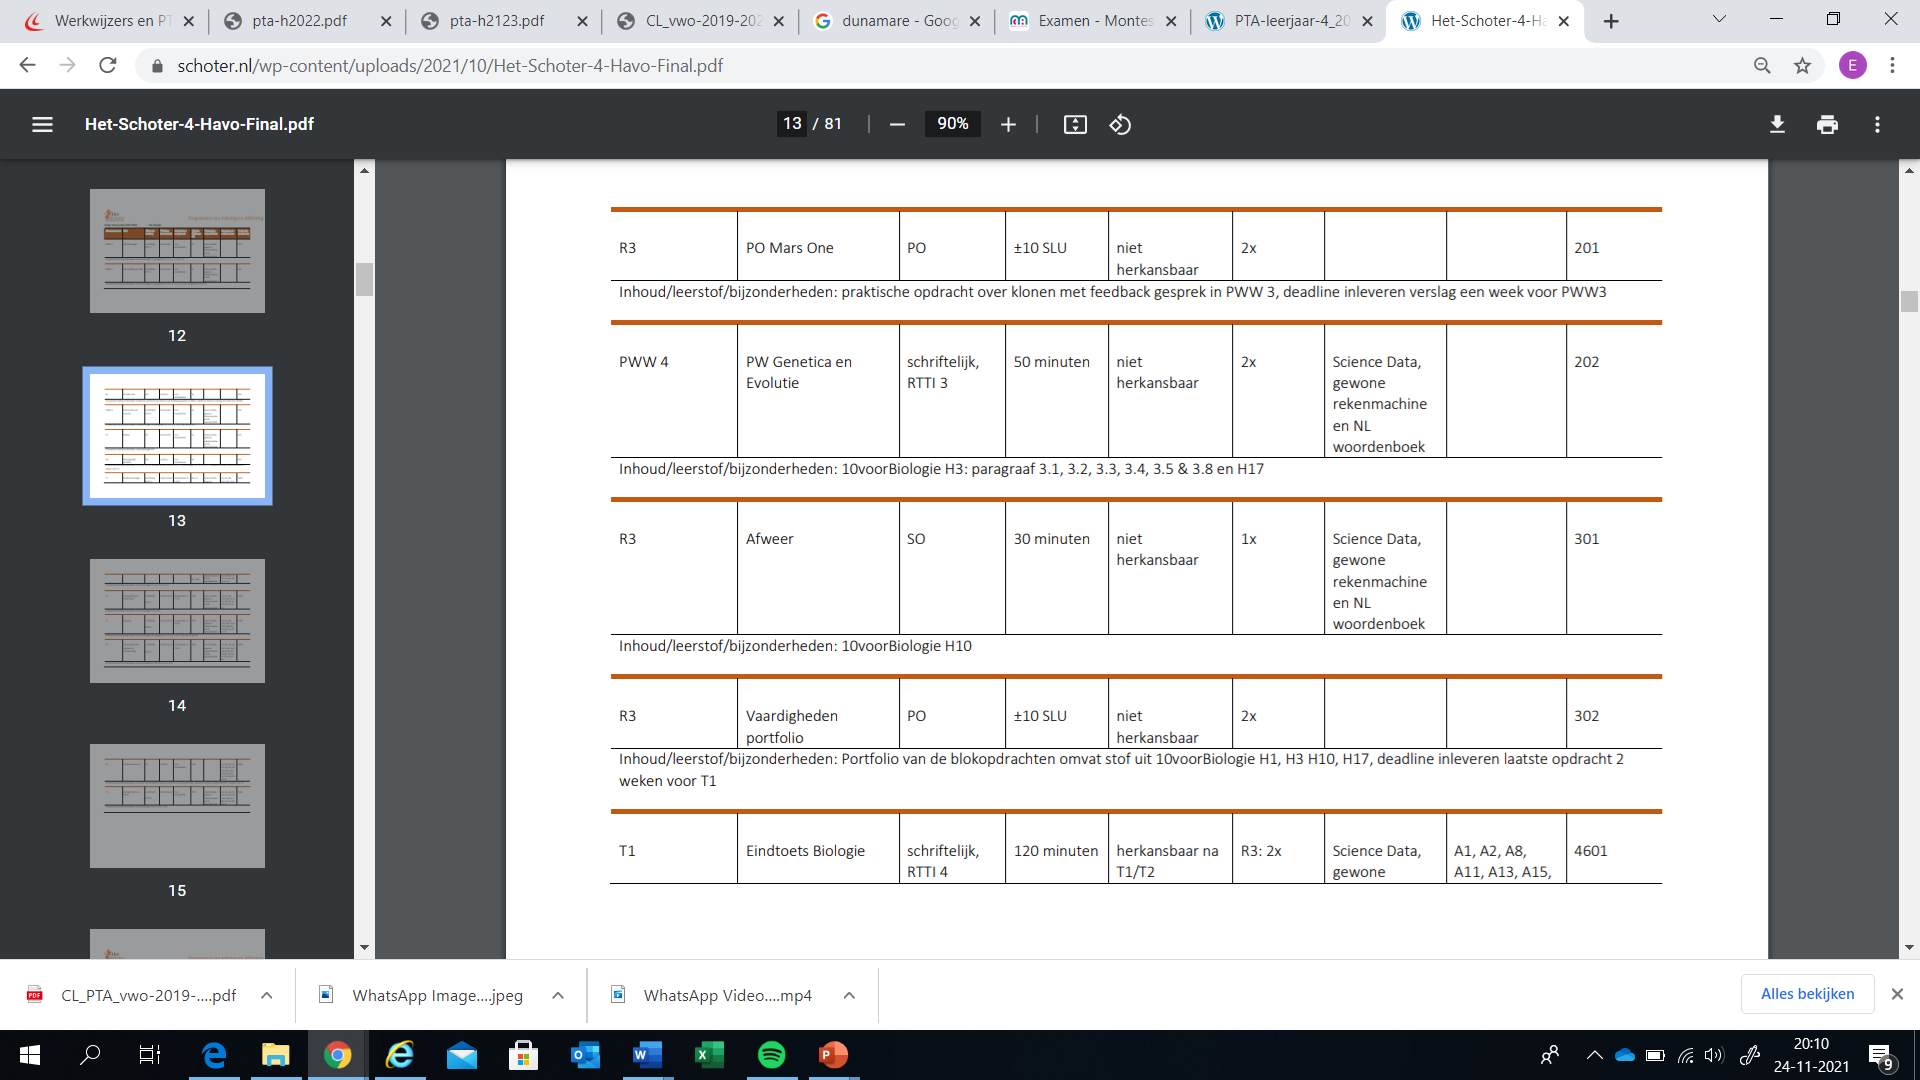 Werkwijzers en PT
pta-h2022.pdf
pta-h2123.pdf
CL_vwo-2019-202
dunamare - Goog
Examen - Montes
PTA-leerjaar-4_20
Het-Schoter-4-Ha
schoter.nl/wp-content/uploads/2021/10/Het-Schoter-4-Havo-Final.pdf
E
Het-Schoter-4-Havo-Final.pdf
13 / 81
90%
12
13
14
15
R3
PO Mars One
PO
±10 SLU
niet
herkansbaar
2x
201
Inhoud/leerstof/bijzonderheden: praktische opdracht over klonen met feedback gesprek in PWW 3, deadline inleveren verslag een week voor PWW3
PWW 4
PW Genetica en
Evolutie
schriftelijk,
RTTI 3
50 minuten
niet
herkansbaar
2x
Science Data,
gewone
rekenmachine
en NL
woordenboek
202
Inhoud/leerstof/bijzonderheden: 10voorBiologie H3: paragraaf 3.1, 3.2, 3.3, 3.4, 3.5 & 3.8 en H17
R3
Afweer
SO
30 minuten
niet
herkansbaar
1x
Science Data,
gewone
rekenmachine
en NL
woordenboek
301
Inhoud/leerstof/bijzonderheden: 10voorBiologie H10
R3
Vaardigheden
portfolio
PO
±10 SLU
niet
herkansbaar
2x
302
Inhoud/leerstof/bijzonderheden: Portfolio van de blokopdrachten omvat stof uit 10voorBiologie H1, H3 H10, H17, deadline inleveren laatste opdracht 2
weken voor T1
T1
Eindtoets Biologie
schriftelijk,
RTTI 4
120 minuten
herkansbaar na
T1/T2
R3: 2x
Science Data,
gewone
A1, A2, A8,
A11, A13, A15,
4601
CL_PTA_vwo-2019-....pdf
WhatsApp Image....jpeg
WhatsApp Video....mp4
Alles bekijken
20:10
24-11-2021
9